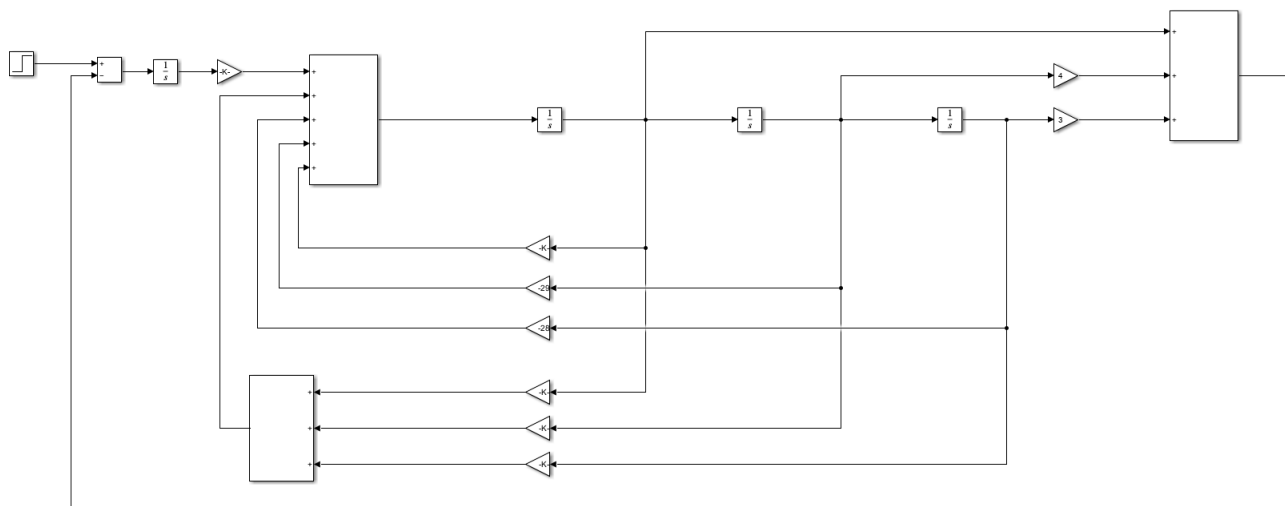 +
+
−
1
s
-K-
+
+
+
+
+
1
s
1
s
1
s
4
3
+
+
-K-
-29
-28
+
-K-
+
-K-
+
-K-